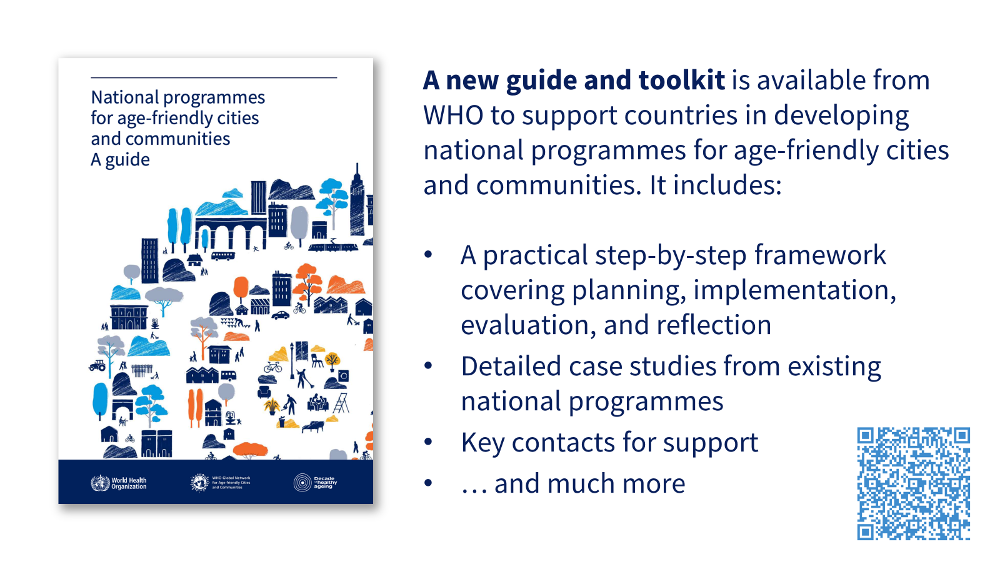 National programmes
for age-friendly cities
and communities
A guide
World Health
Organization
WHO Global Network
for Age-friendly Cities
and Communities
Decade
of healthy
ageing
A new guide and toolkit is available from
WHO to support countries in developing
national programmes for age-friendly cities
and communities. It includes:
• A practical step-by-step framework
covering planning, implementation,
evaluation, and reflection
• Detailed case studies from existing
national programmes
• Key contacts for support
• … and much more